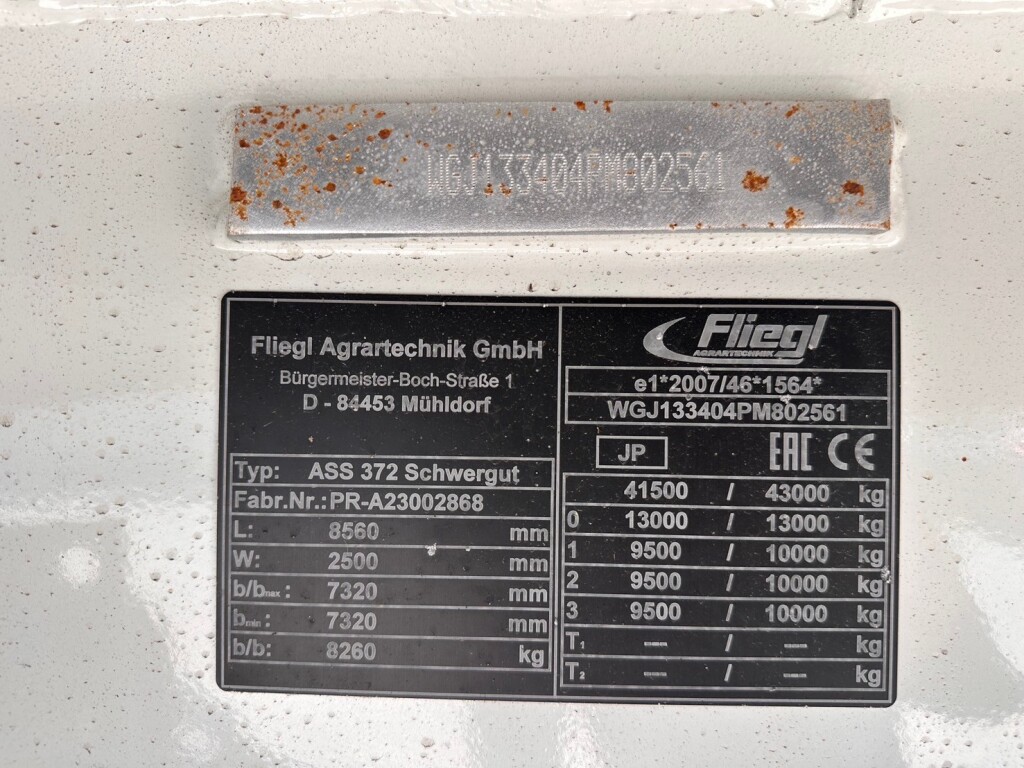 WGJ133404PM802561
Fliegl Agrartechnik GmbH
Bürgermeister-Boch-Straße 1
D - 84453 Mühldorf
Typ: ASS 372 Schwergut
Fabr.Nr.: PR-A23002868
L: 8560 mm
W: 2500 mm
b/bmax : 7320 mm
bmin : 7320 mm
b/b: 8260 kg
Fliegl
AGRARTECHNIK
e1*2007/46*1564*
WGJ133404PM802561
JP EAC CE
41500 / 43000 kg
0 13000 / 13000 kg
1 9500 / 10000 kg
2 9500 / 10000 kg
3 9500 / 10000 kg
T1 --- / --- kg
T2 --- / --- kg